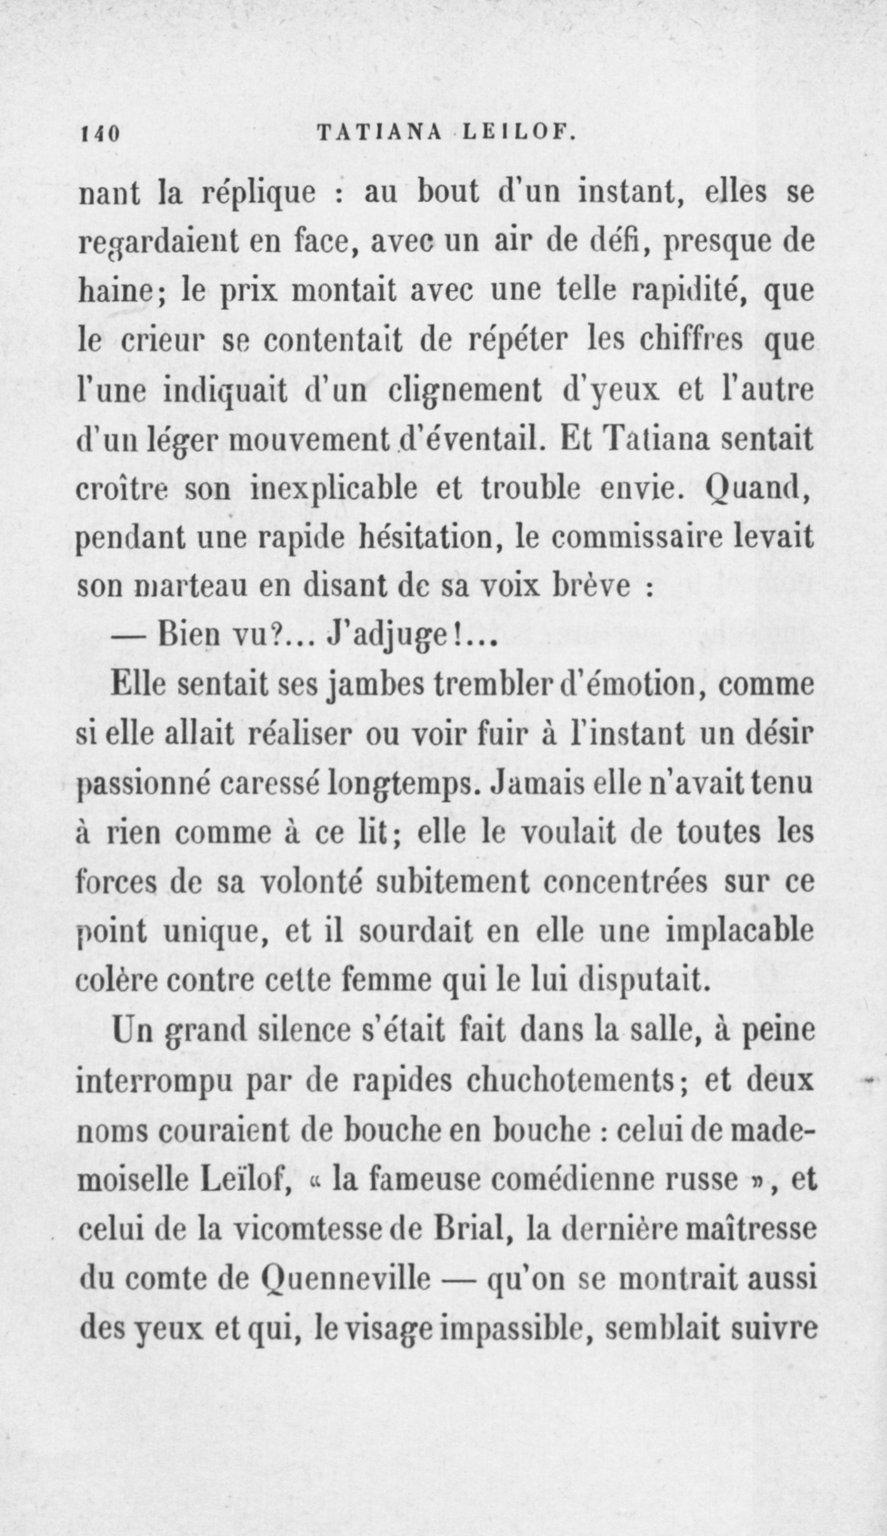 140 TATIANA LEILOF.
nant la réplique : au bout d'un instant, elles se
regardaient en face, avec un air de défi, presque de
haine; le prix montait avec une telle rapidité, que
le crieur se contentait de répéter les chiffres que
l'une indiquait d'un clignement d'yeux et l'autre
d'un léger mouvement d'éventail. Et Tatiana sentait
croître son inexplicable et trouble envie. Quand,
pendant une rapide hésitation, le commissaire levait
son marteau en disant de sa voix brève :
— Bien vu?... J'adjuge!...
Elle sentait ses jambes trembler d'émotion, comme
si elle allait réaliser ou voir fuir à l'instant un désir
passionné caressé longtemps. Jamais elle n'avait tenu
à rien comme à ce lit; elle le voulait de toutes les
forces de sa volonté subitement concentrées sur ce
point unique, et il sourdait en elle une implacable
colère contre cette femme qui le lui disputait.
Un grand silence s'était fait dans la salle, à peine
interrompu par de rapides chuchotements; et deux
noms couraient de bouche en bouche : celui de made-
moiselle Leïlof, « la fameuse comédienne russe », et
celui de la vicomtesse de Brial, la dernière maîtresse
du comte de Quenneville — qu'on se montrait aussi
des yeux et qui, le visage impassible, semblait suivre